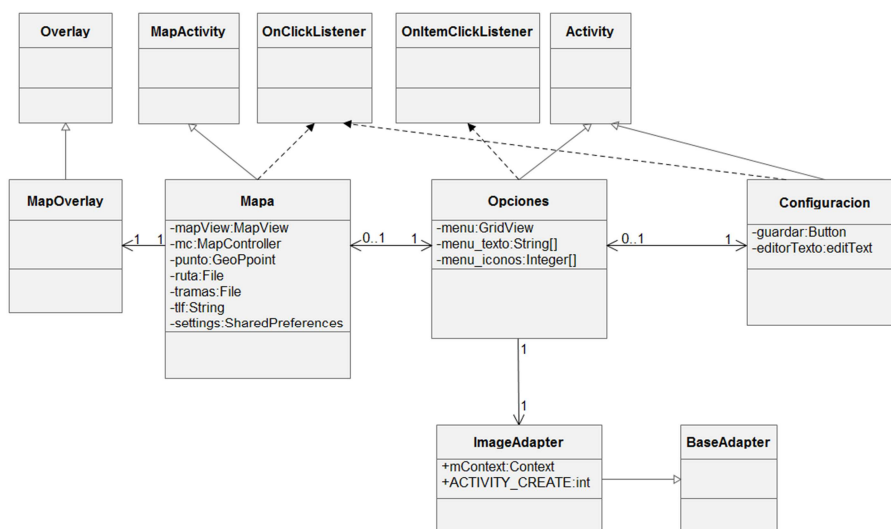 Overlay
MapActivity
OnClickListener
OnItemClickListener
Activity
MapOverlay
Mapa
-mapView:MapView
-mc:MapController
-punto:GeoPpoint
-ruta:File
-tramas:File
-tlf:String
-settings:SharedPreferences
Opciones
-menu:GridView
-menu_texto:String[]
-menu_iconos:Integer[]
Configuracion
-guardar:Button
-editorTexto:editText
1
1
0..1
1
0..1
1
1
1
ImageAdapter
+mContext:Context
+ACTIVITY_CREATE:int
BaseAdapter